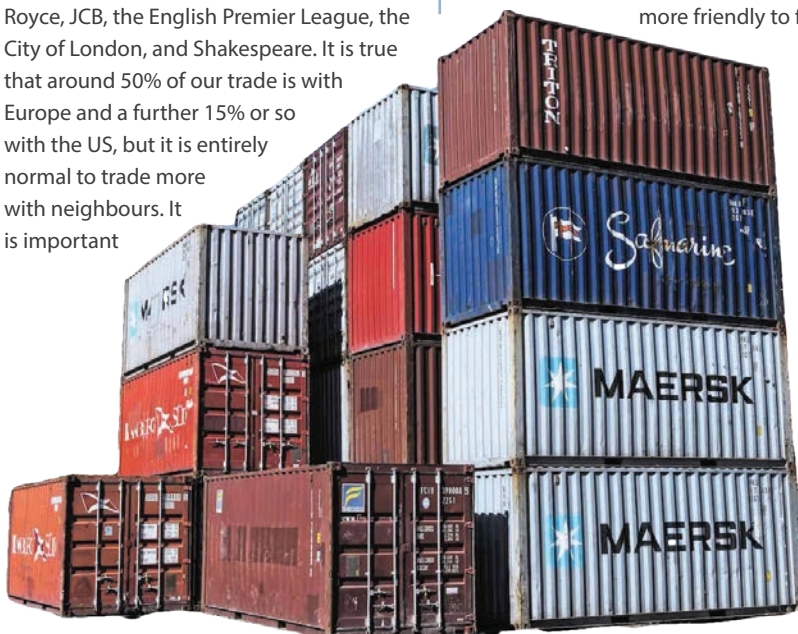 Royce, JCB, the English Premier League, the
City of London, and Shakespeare. It is true
that around 50% of our trade is with
Europe and a further 15% or so
with the US, but it is entirely
normal to trade more
with neighbours. It
is important
more friendly to f
TRITON
Safmarine
MAERSK
MAERSK